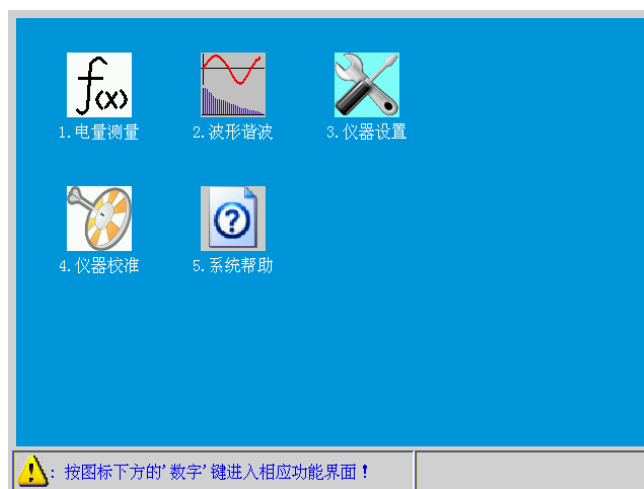 f(x)
1.电量测量
2.波形谐波
3.仪器设置
?
4.仪器校准
5.系统帮助
!
: 按图标下方的'数字'键进入相应功能界面！